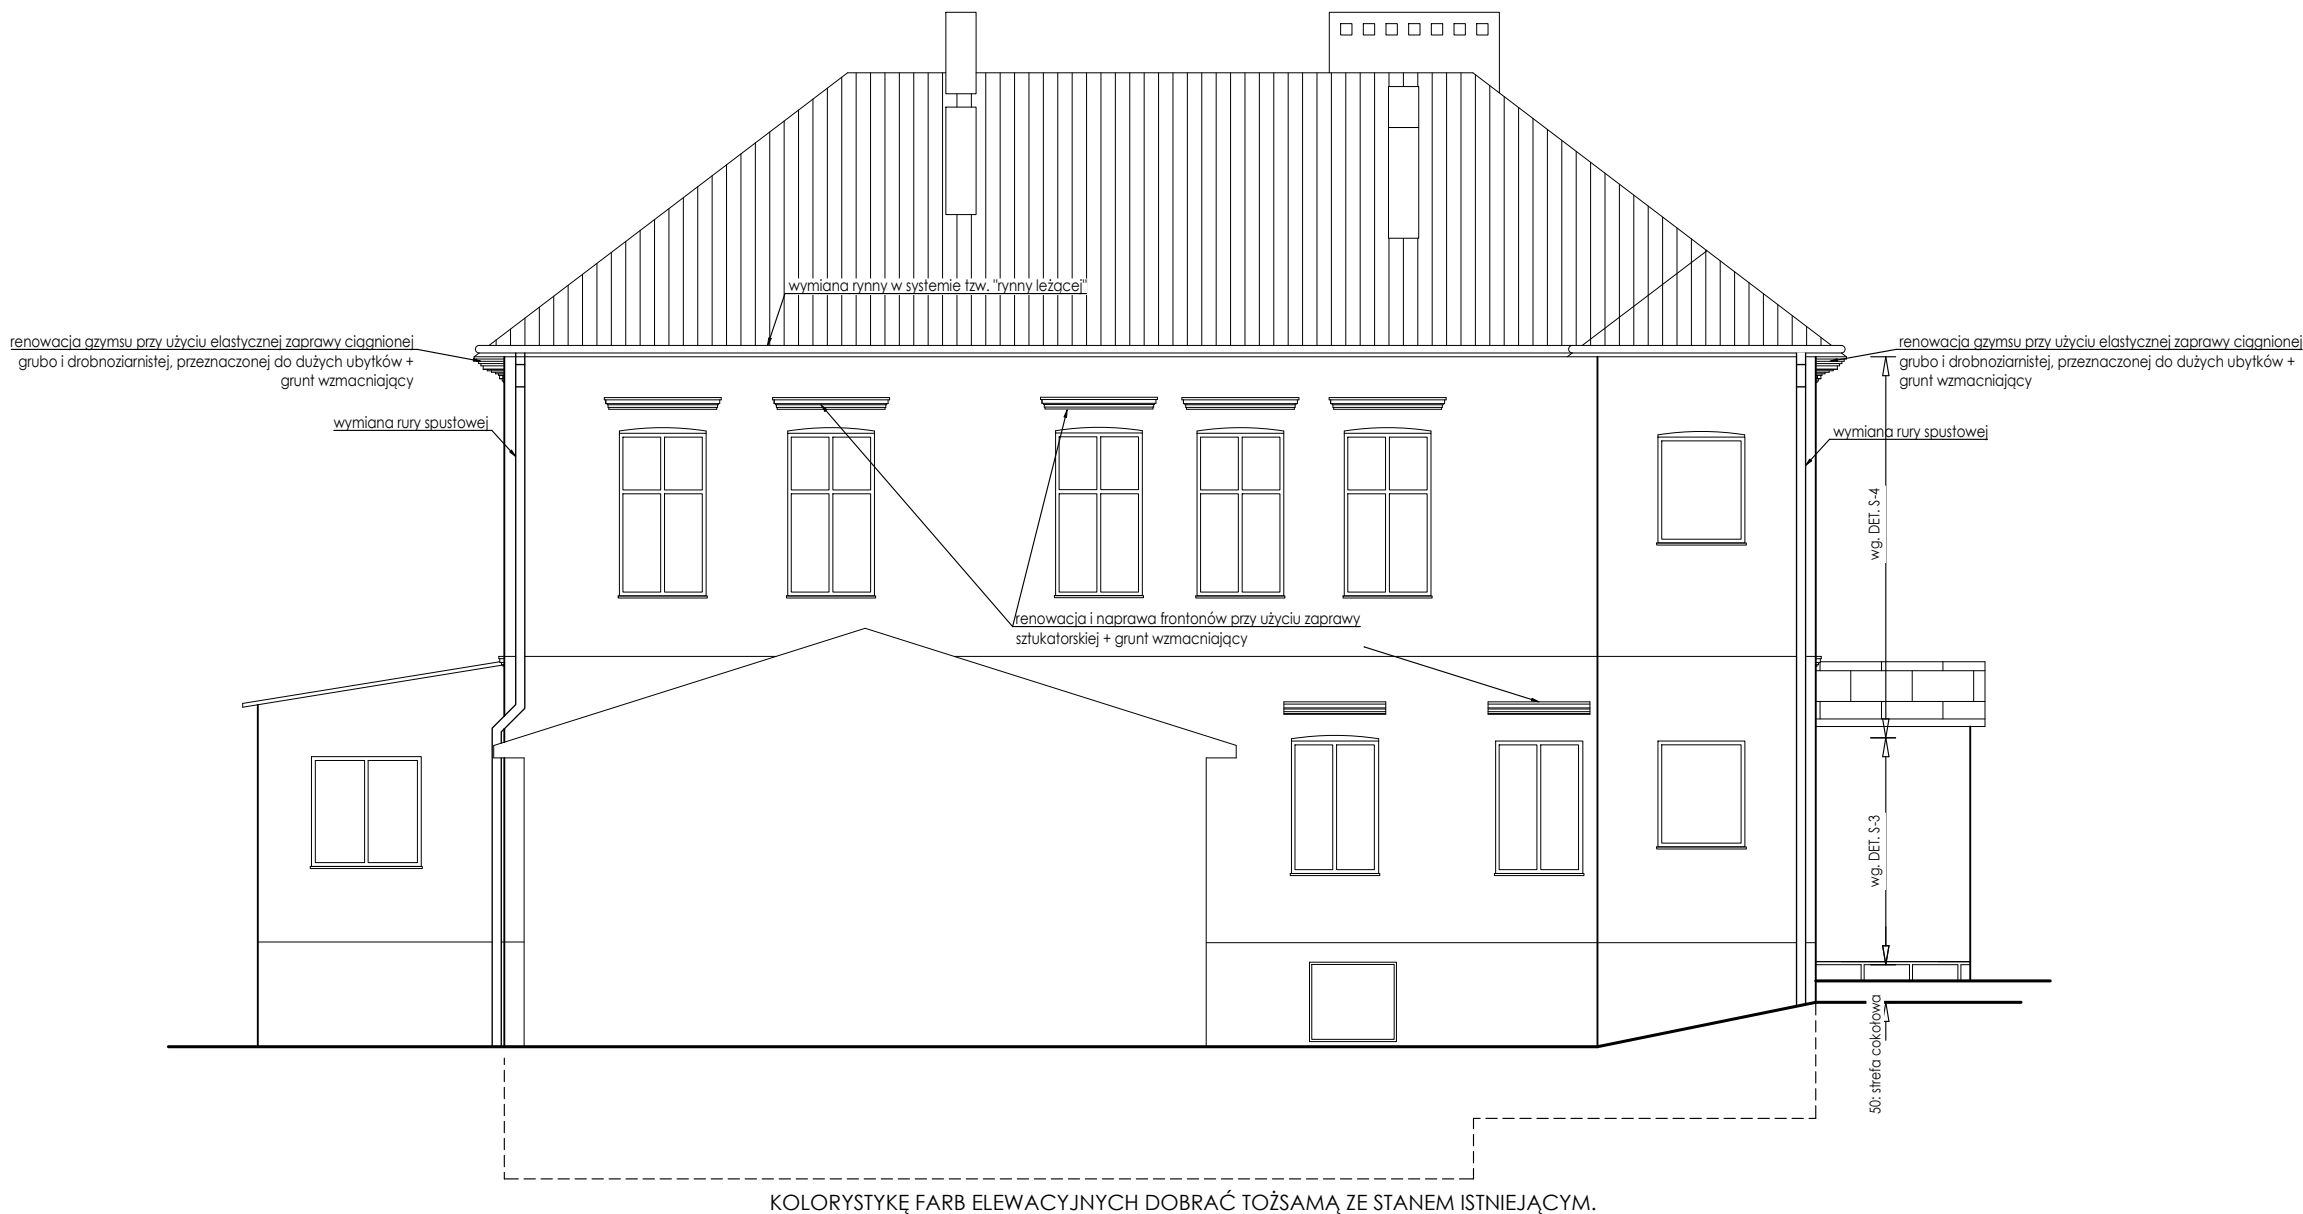 wymiana rynny w systemie tzw. "rynny leżącej"
renowacja gzymsu przy użyciu elastycznej zaprawy ciągnionej
grubo i drobnoziarnistej, przeznaczonej do dużych ubytków +
grunt wzmacniający
renowacja gzymsu przy użyciu elastycznej zaprawy ciągnionej
grubo i drobnoziarnistej, przeznaczonej do dużych ubytków +
grunt wzmacniający
wymiana rury spustowej
wymiana rury spustowej
wg. DET. S-4
renowacja i naprawa frontonów przy użyciu zaprawy
sztukatorskiej + grunt wzmacniający
wg. DET. S-3
50: strefa cokołowa
KOLORYSTYKĘ FARB ELEWACYJNYCH DOBRAĆ TOŻSAMĄ ZE STANEM ISTNIEJĄCYM.